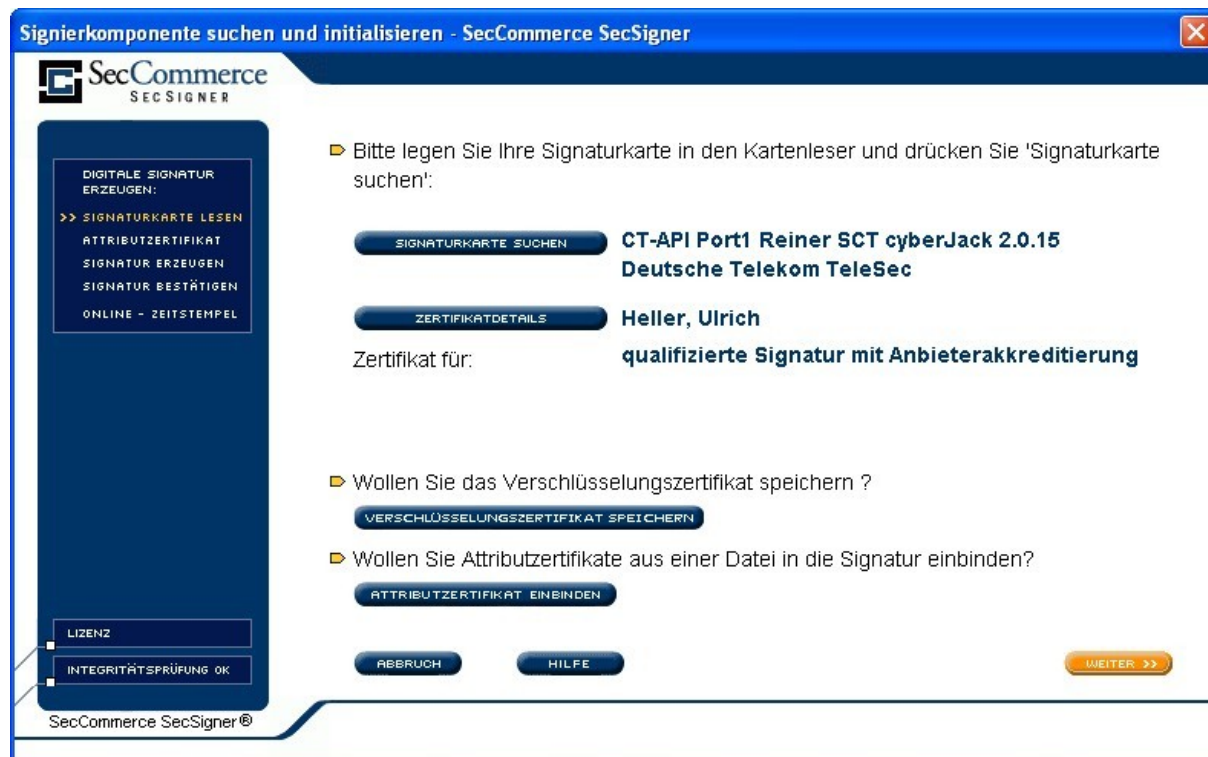 Signierkomponente suchen und initialisieren - SecCommerce SecSigner
SecCommerce
SECSIGNER
DIGITALE SIGNATUR
ERZEUGEN:
>> SIGNATURKARTE LESEN
ATTRIBUTZERTIFIKAT
SIGNATUR ERZEUGEN
SIGNATUR BESTÄTIGEN
ONLINE - ZEITSTEMPEL
LIZENZ
INTEGRITÄTSPRÜFUNG OK
SecCommerce SecSigner®
Bitte legen Sie Ihre Signaturkarte in den Kartenleser und drücken Sie 'Signaturkarte
suchen':
SIGNATURKARTE SUCHEN
CT-API Port1 Reiner SCT cyberJack 2.0.15
Deutsche Telekom TeleSec
ZERTIFIKATDETAILS
Heller, Ulrich
Zertifikat für:
qualifizierte Signatur mit Anbieterakkreditierung
Wollen Sie das Verschlüsselungszertifikat speichern ?
VERSCHLÜSSELUNGSZERTIFIKAT SPEICHERN
Wollen Sie Attributzertifikate aus einer Datei in die Signatur einbinden?
ATTRIBUTZERTIFIKAT EINBINDEN
ABBRUCH
HILFE
WEITER >>